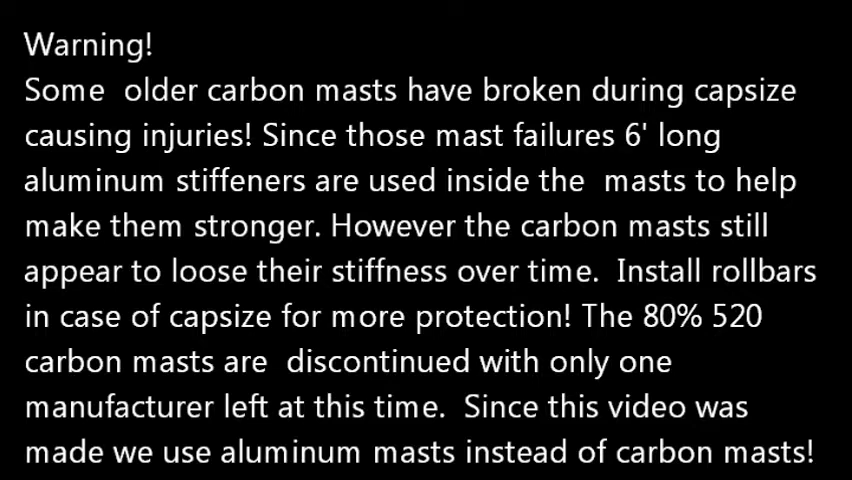 Warning!
Some  older carbon masts have broken during capsize
causing injuries! Since those mast failures 6' long
aluminum stiffeners are used inside the  masts to help
make them stronger. However the carbon masts still
appear to loose their stiffness over time.  Install rollbars
in case of capsize for more protection! The 80% 520
carbon masts are  discontinued with only one
manufacturer left at this time.  Since this video was
made we use aluminum masts instead of carbon masts!